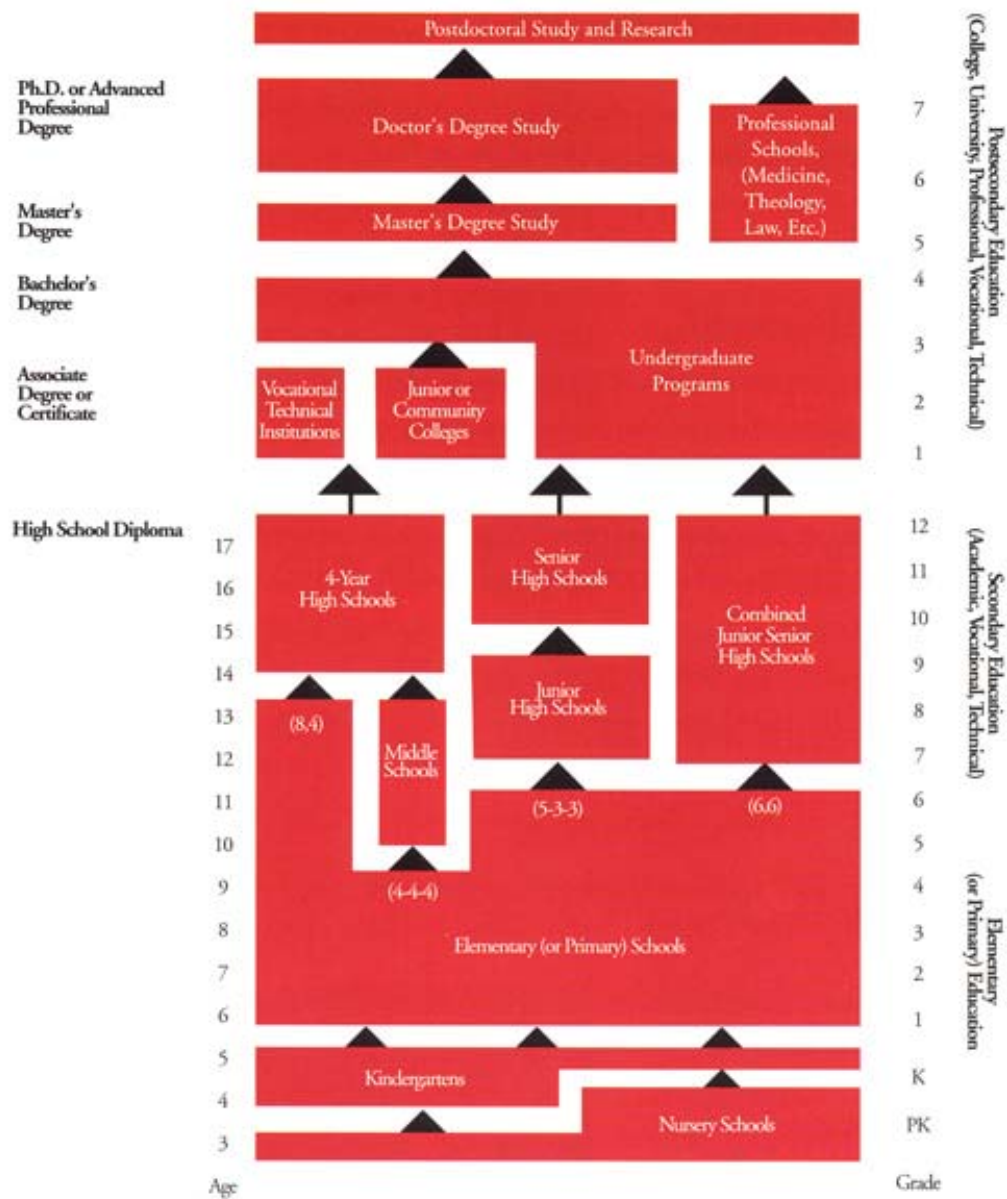 Postdoctoral Study and Research
Ph.D. or Advanced
Professional
Degree
Doctor's Degree Study
Professional
Schools,
(Medicine,
Theology,
Law, Etc.)
7
6
Master's
Degree
Master's Degree Study
5
Bachelor's
Degree
4
3
Undergraduate
Programs
Associate
Degree or
Certificate
Vocational
Technical
Institutions
Junior or
Community
Colleges
2
1
Postsecondary Education
(College, University, Professional, Vocational, Technical)
High School Diploma
17
16
15
14
13
12
11
10
9
8
7
6
5
4
3
Age
4-Year
High Schools
Senior
High Schools
Combined
Junior Senior
High Schools
Junior
High Schools
(8,4)
Middle
Schools
(5-3-3)
(6,6)
(4-4-4)
Elementary (or Primary) Schools
Kindergartens
Nursery Schools
12
11
10
9
8
7
6
5
4
3
2
1
K
PK
Grade
Secondary Education
(Academic, Vocational, Technical)
Elementary
(or Primary) Education